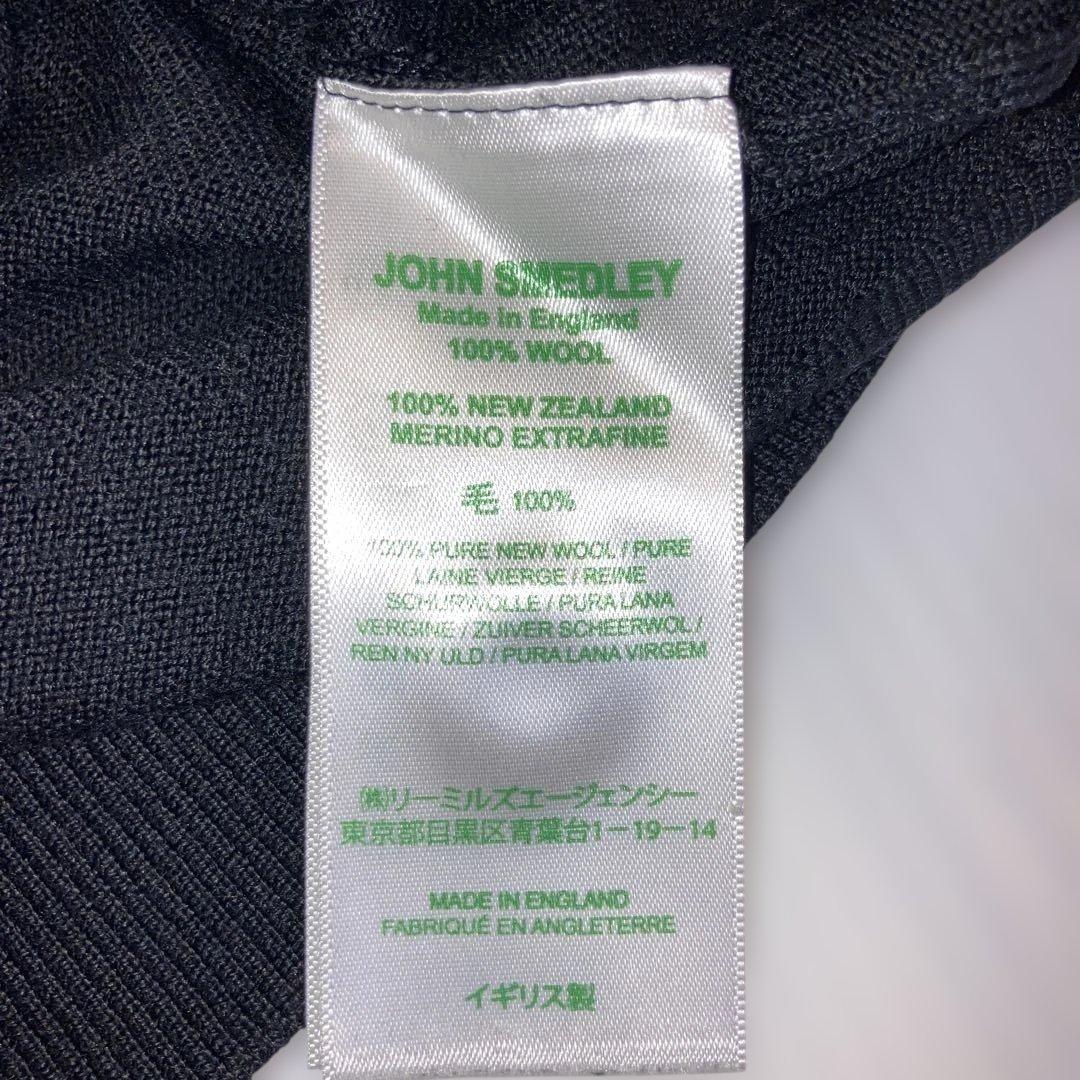 JOHN SMEDLEY
Made in England
100% WOOL
100% NEW ZEALAND
MERINO EXTRAFINE
毛 100%
100% PURE NEW WOOL / PURE
LAINE VIERGE / REINE
SCHURWOLLE / PURA LANA
VERGINE / ZUIVER SCHEERWOL /
REN NY ULD / PURA LANA VIRGEM
㈱リーミルズエージェンシー
東京都目黒区青葉台1-19-14
MADE IN ENGLAND
FABRIQUÉ EN ANGLETERRE
イギリス製